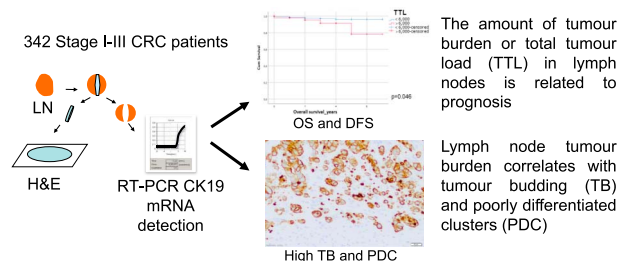 342 Stage I-III CRC patients
LN
H&E
RT-PCR CK19
mRNA
detection
TTL
Cum Survival
Overall survival_years
p=0.046
OS and DFS
High TB and PDC
The amount of tumour
burden or total tumour
load (TTL) in lymph
nodes is related to
prognosis
Lymph node tumour
burden correlates with
tumour budding (TB)
and poorly differentiated
clusters (PDC)